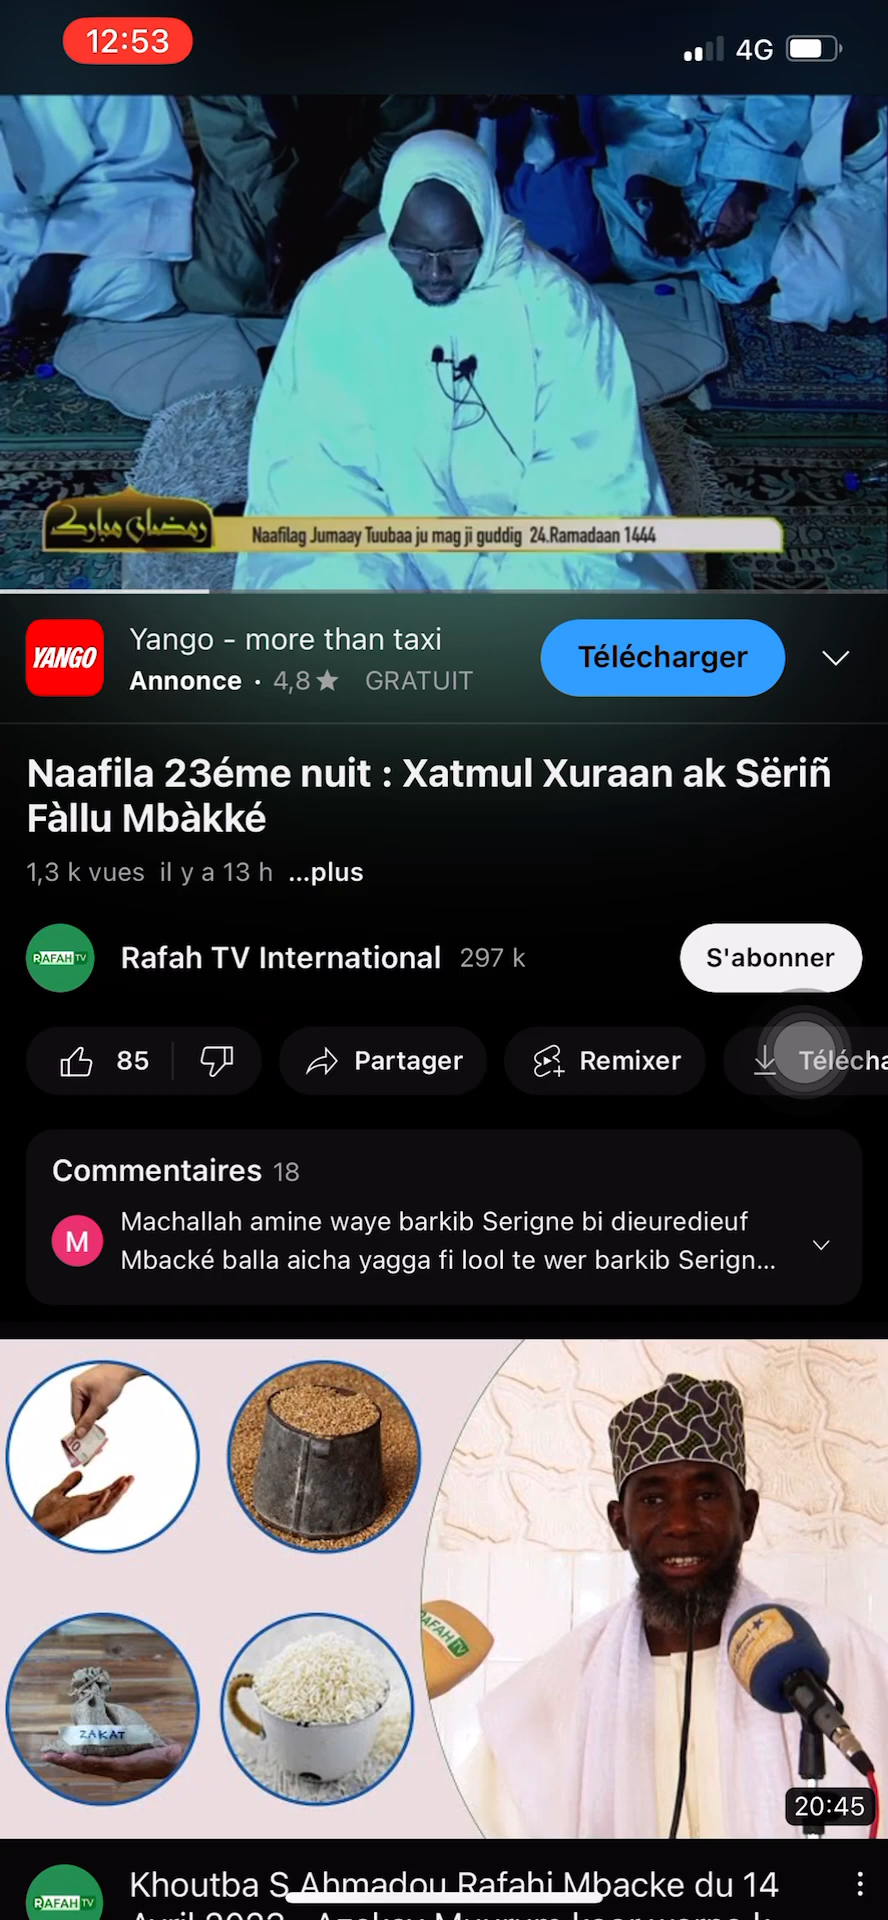 12:53
4G
رمضان مبارك
Naafilag Jumaay Tuubaa ju mag ji guddig 24.Ramadaan 1444
YANGO
Yango - more than taxi
Annonce · 4,8★ GRATUIT
Télécharger
Naafila 23éme nuit : Xatmul Xuraan ak Sëriñ
Fàllu Mbàkké
1,3 k vues il y a 13 h ...plus
RAFAH TV
Rafah TV International 297 k
S'abonner
85
Partager
Remixer
Télécha
Commentaires 18
M
Machallah amine waye barkib Serigne bi dieuredieuf
Mbacké balla aicha yagga fi lool te wer barkib Serign...
10
ZAKAT
RAFAH TV
20:45
RAFAH TV
Khoutba S Ahmadou Rafahi Mbacke du 14